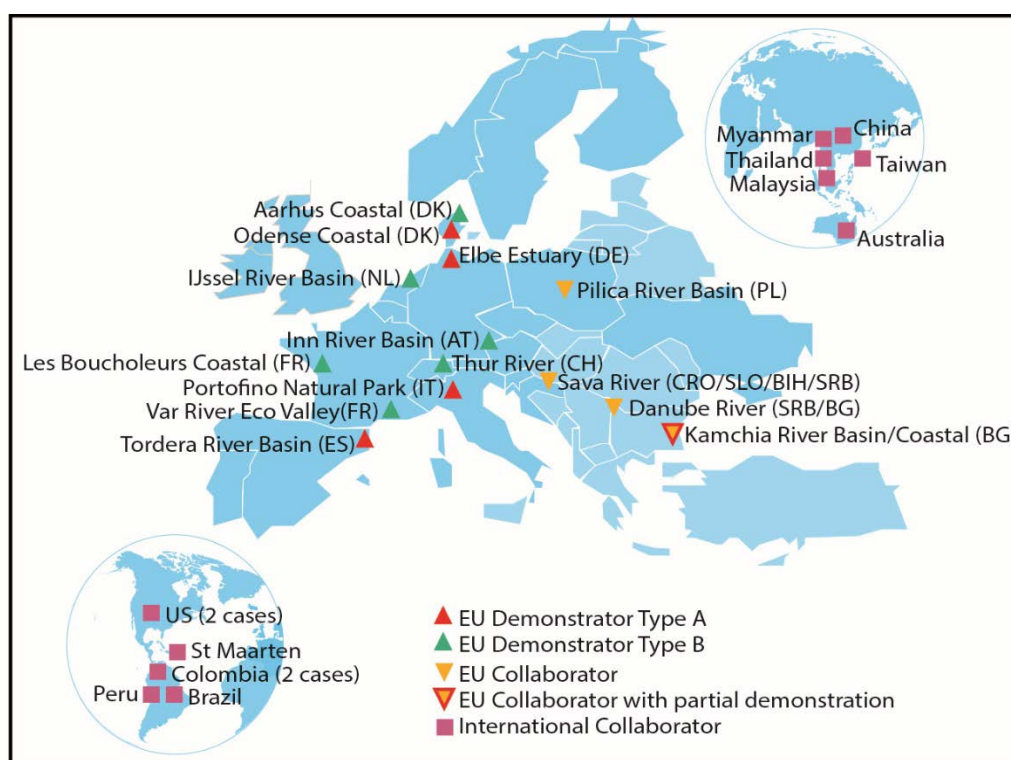 Myanmar
China
Thailand
Taiwan
Malaysia
Australia
Aarhus Coastal (DK)
Odense Coastal (DK)
Elbe Estuary (DE)
IJssel River Basin (NL)
Pilica River Basin (PL)
Inn River Basin (AT)
Les Boucholeurs Coastal (FR)
Thur River (CH)
Portofino Natural Park (IT)
Sava River (CRO/SLO/BIH/SRB)
Var River Eco Valley(FR)
Danube River (SRB/BG)
Tordera River Basin (ES)
Kamchia River Basin/Coastal (BG
US (2 cases)
St Maarten
Colombia (2 cases)
Peru
Brazil
EU Demonstrator Type A
EU Demonstrator Type B
EU Collaborator
EU Collaborator with partial demonstration
International Collaborator